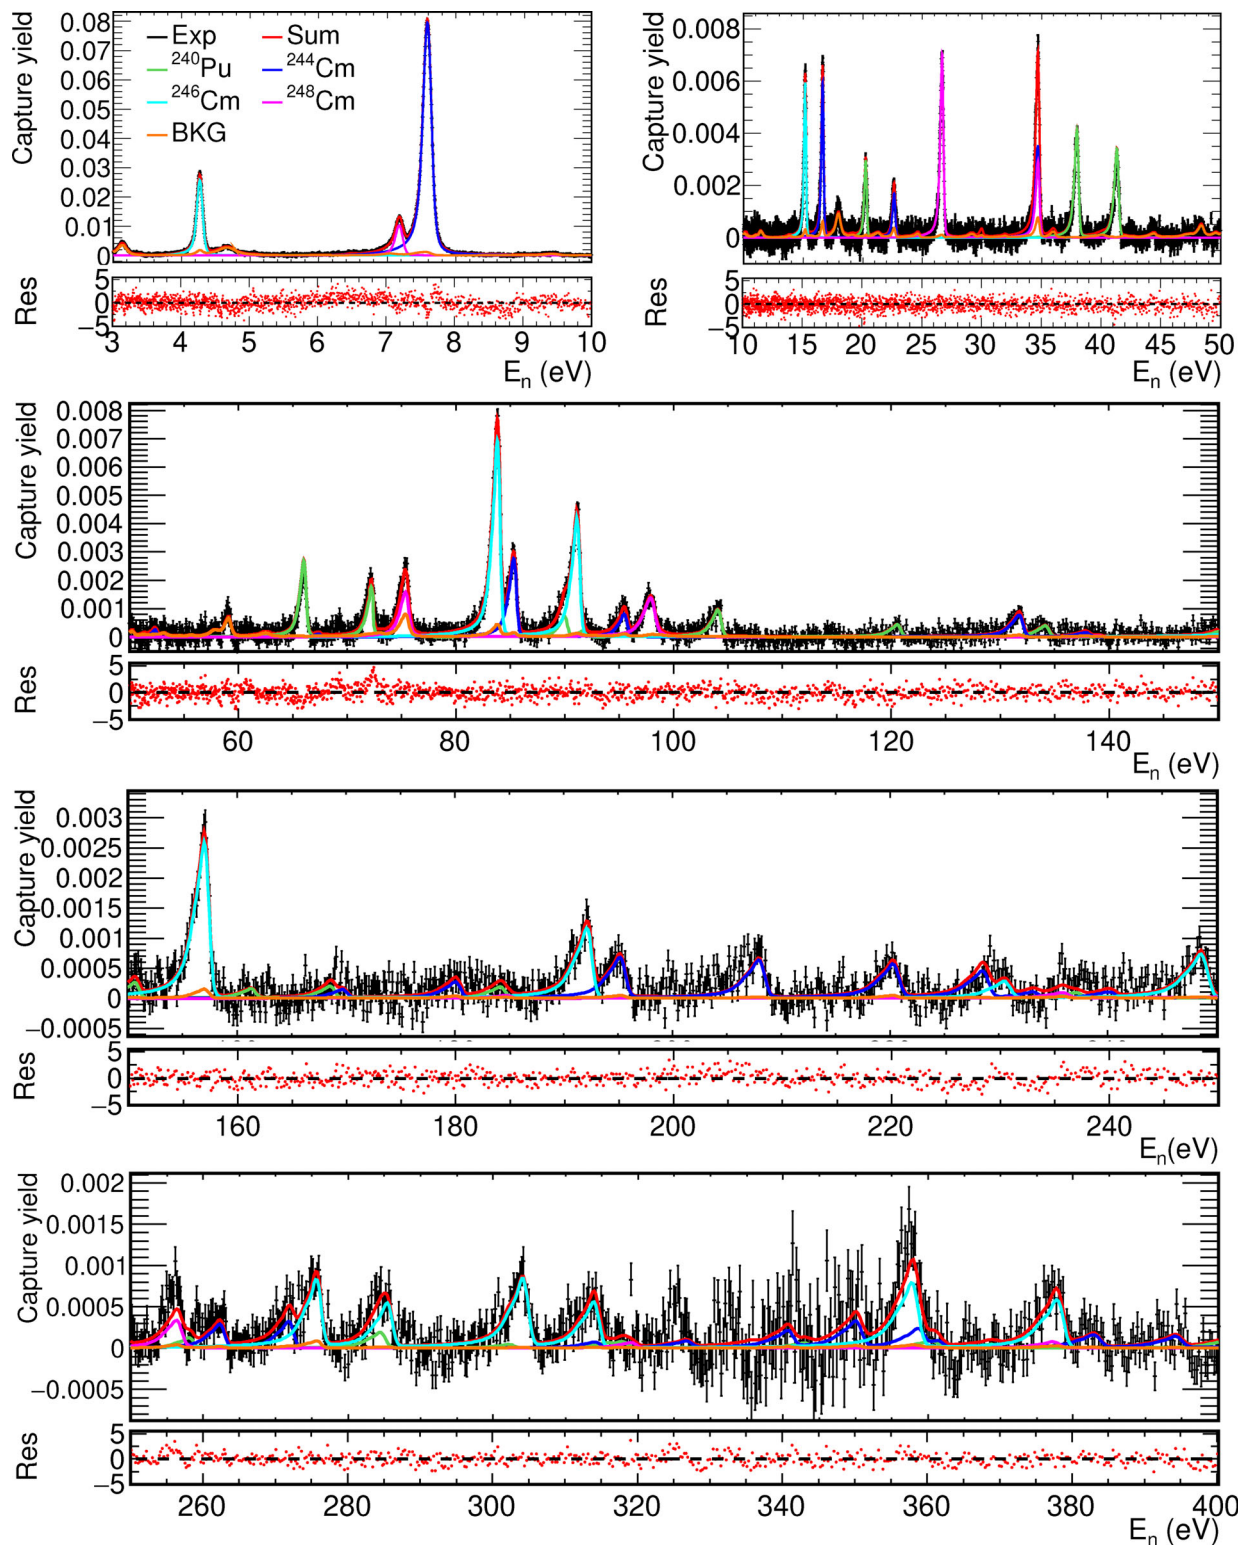 Capture yield
0.08
0.07
0.06
0.05
0.04
0.03
0.02
0.01
0
Exp Sum
240Pu 244Cm
246Cm 248Cm
BKG
Res
5
0
−5
3 4 5 6 7 8 9 10
En (eV)
Capture yield
0.008
0.006
0.004
0.002
0
Res
5
0
−5
10 15 20 25 30 35 40 45 50
En (eV)
Capture yield
0.008
0.007
0.006
0.005
0.004
0.003
0.002
0.001
0
Res
5
0
−5
60 80 100 120 140
En (eV)
Capture yield
0.003
0.0025
0.002
0.0015
0.001
0.0005
0
−0.0005
Res
5
0
−5
160 180 200 220 240
En(eV)
Capture yield
0.002
0.0015
0.001
0.0005
0
−0.0005
Res
5
0
−5
260 280 300 320 340 360 380 400
En (eV)